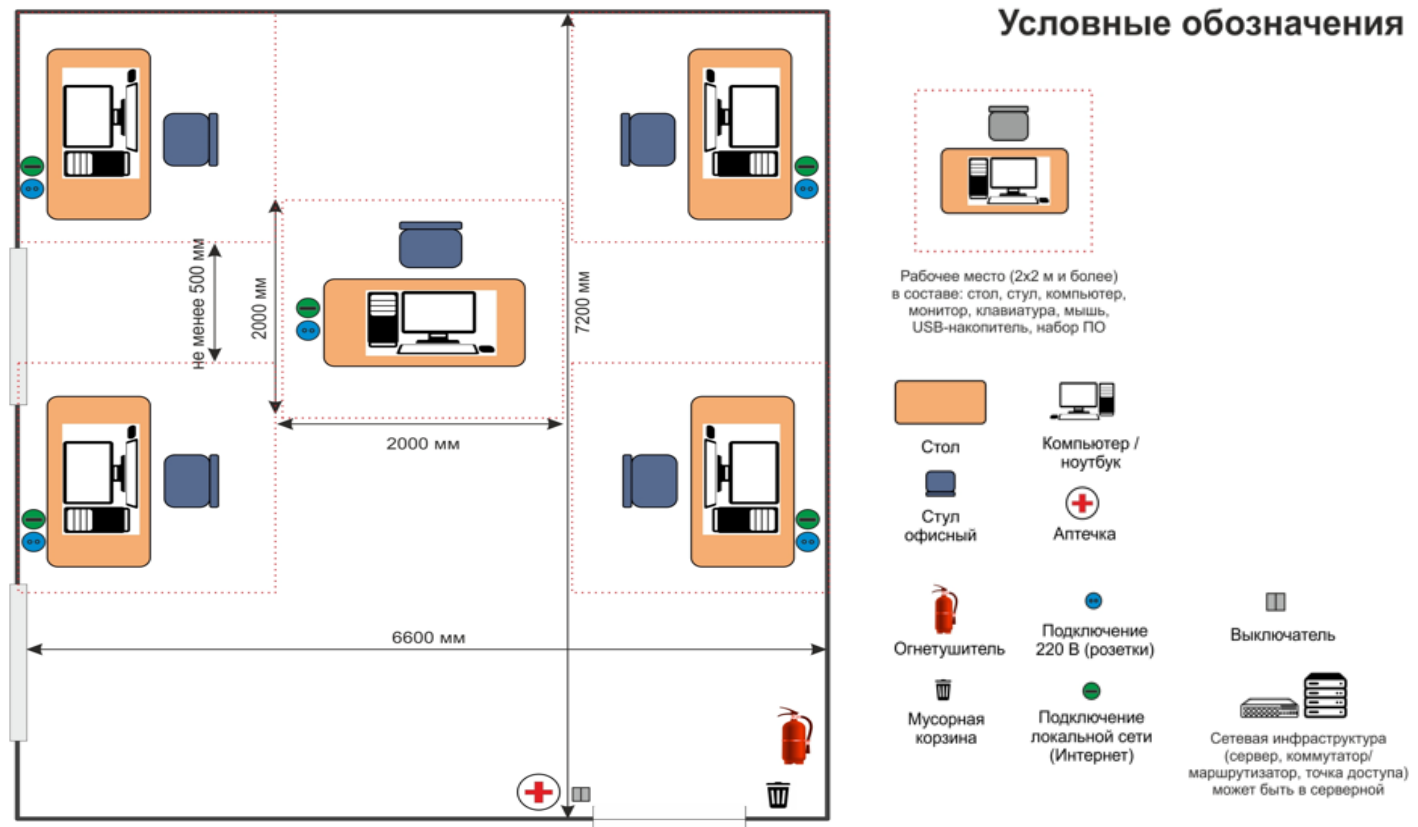 Условные обозначения
не менее 500 мм
2000 мм
7200 мм
2000 мм
6600 мм
Рабочее место (2х2 м и более)
в составе: стол, стул, компьютер,
монитор, клавиатура, мышь,
USB-накопитель, набор ПО
Стол
Компьютер /
ноутбук
Стул
офисный
Аптечка
Огнетушитель
Подключение
220 В (розетки)
Выключатель
Мусорная
корзина
Подключение
локальной сети
(Интернет)
Сетевая инфраструктура
(сервер, коммутатор/
маршрутизатор, точка доступа)
может быть в серверной